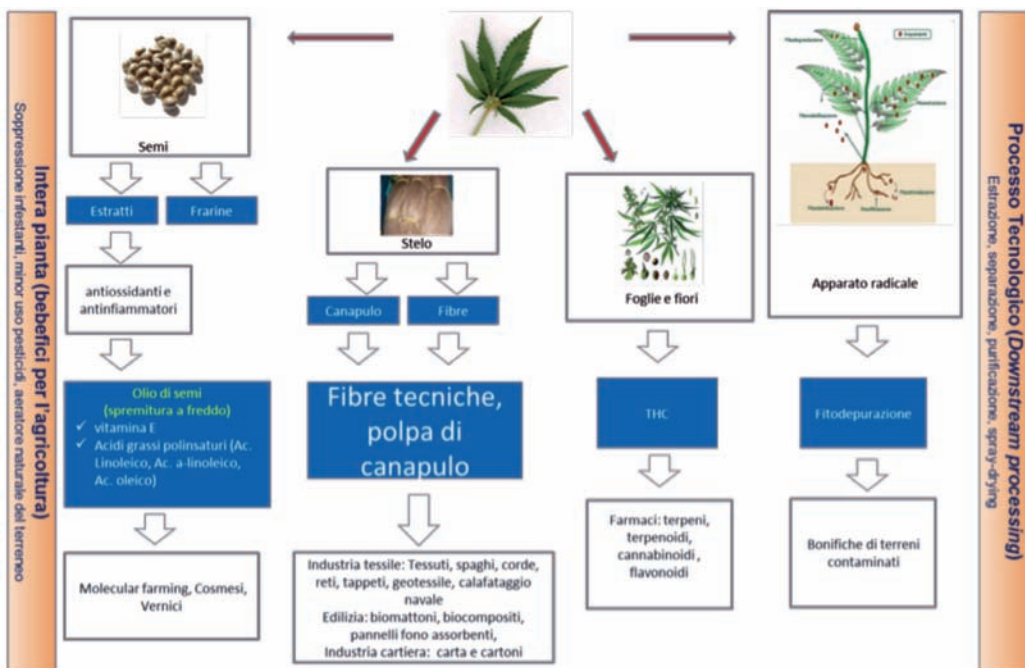 Intera pianta (bebefici per l'agricoltura)
Soppressione infestanti, minor uso pesticidi, aeratore naturale del terreneo
Semi
Estratti
Frarine
antiossidanti e
antinfiammatori
Olio di semi
(spremitura a freddo)
✓ vitamina E
✓ Acidi grassi polinsaturi (Ac.
Linoleico, Ac. a-linoleico,
Ac. oleico)
Molecular farming, Cosmesi,
Vernici
Stelo
Canapulo
Fibre
Fibre tecniche,
polpa di
canapulo
Industria tessile: Tessuti, spaghi, corde,
reti, tappeti, geotessile, calafataggio
navale
Edilizia: biomattoni, biocompositi,
pannelli fono assorbenti,
Industria cartiera: carta e cartoni
Foglie e fiori
THC
Farmaci: terpeni,
terpenoidi,
cannabinoidi ,
flavonoidi
Apparato radicale
Fitodepurazione
Bonifiche di terreni
contaminati
Processo Tecnologico (Downstream processing)
Estrazione, separazione, purificazione, spray-drying